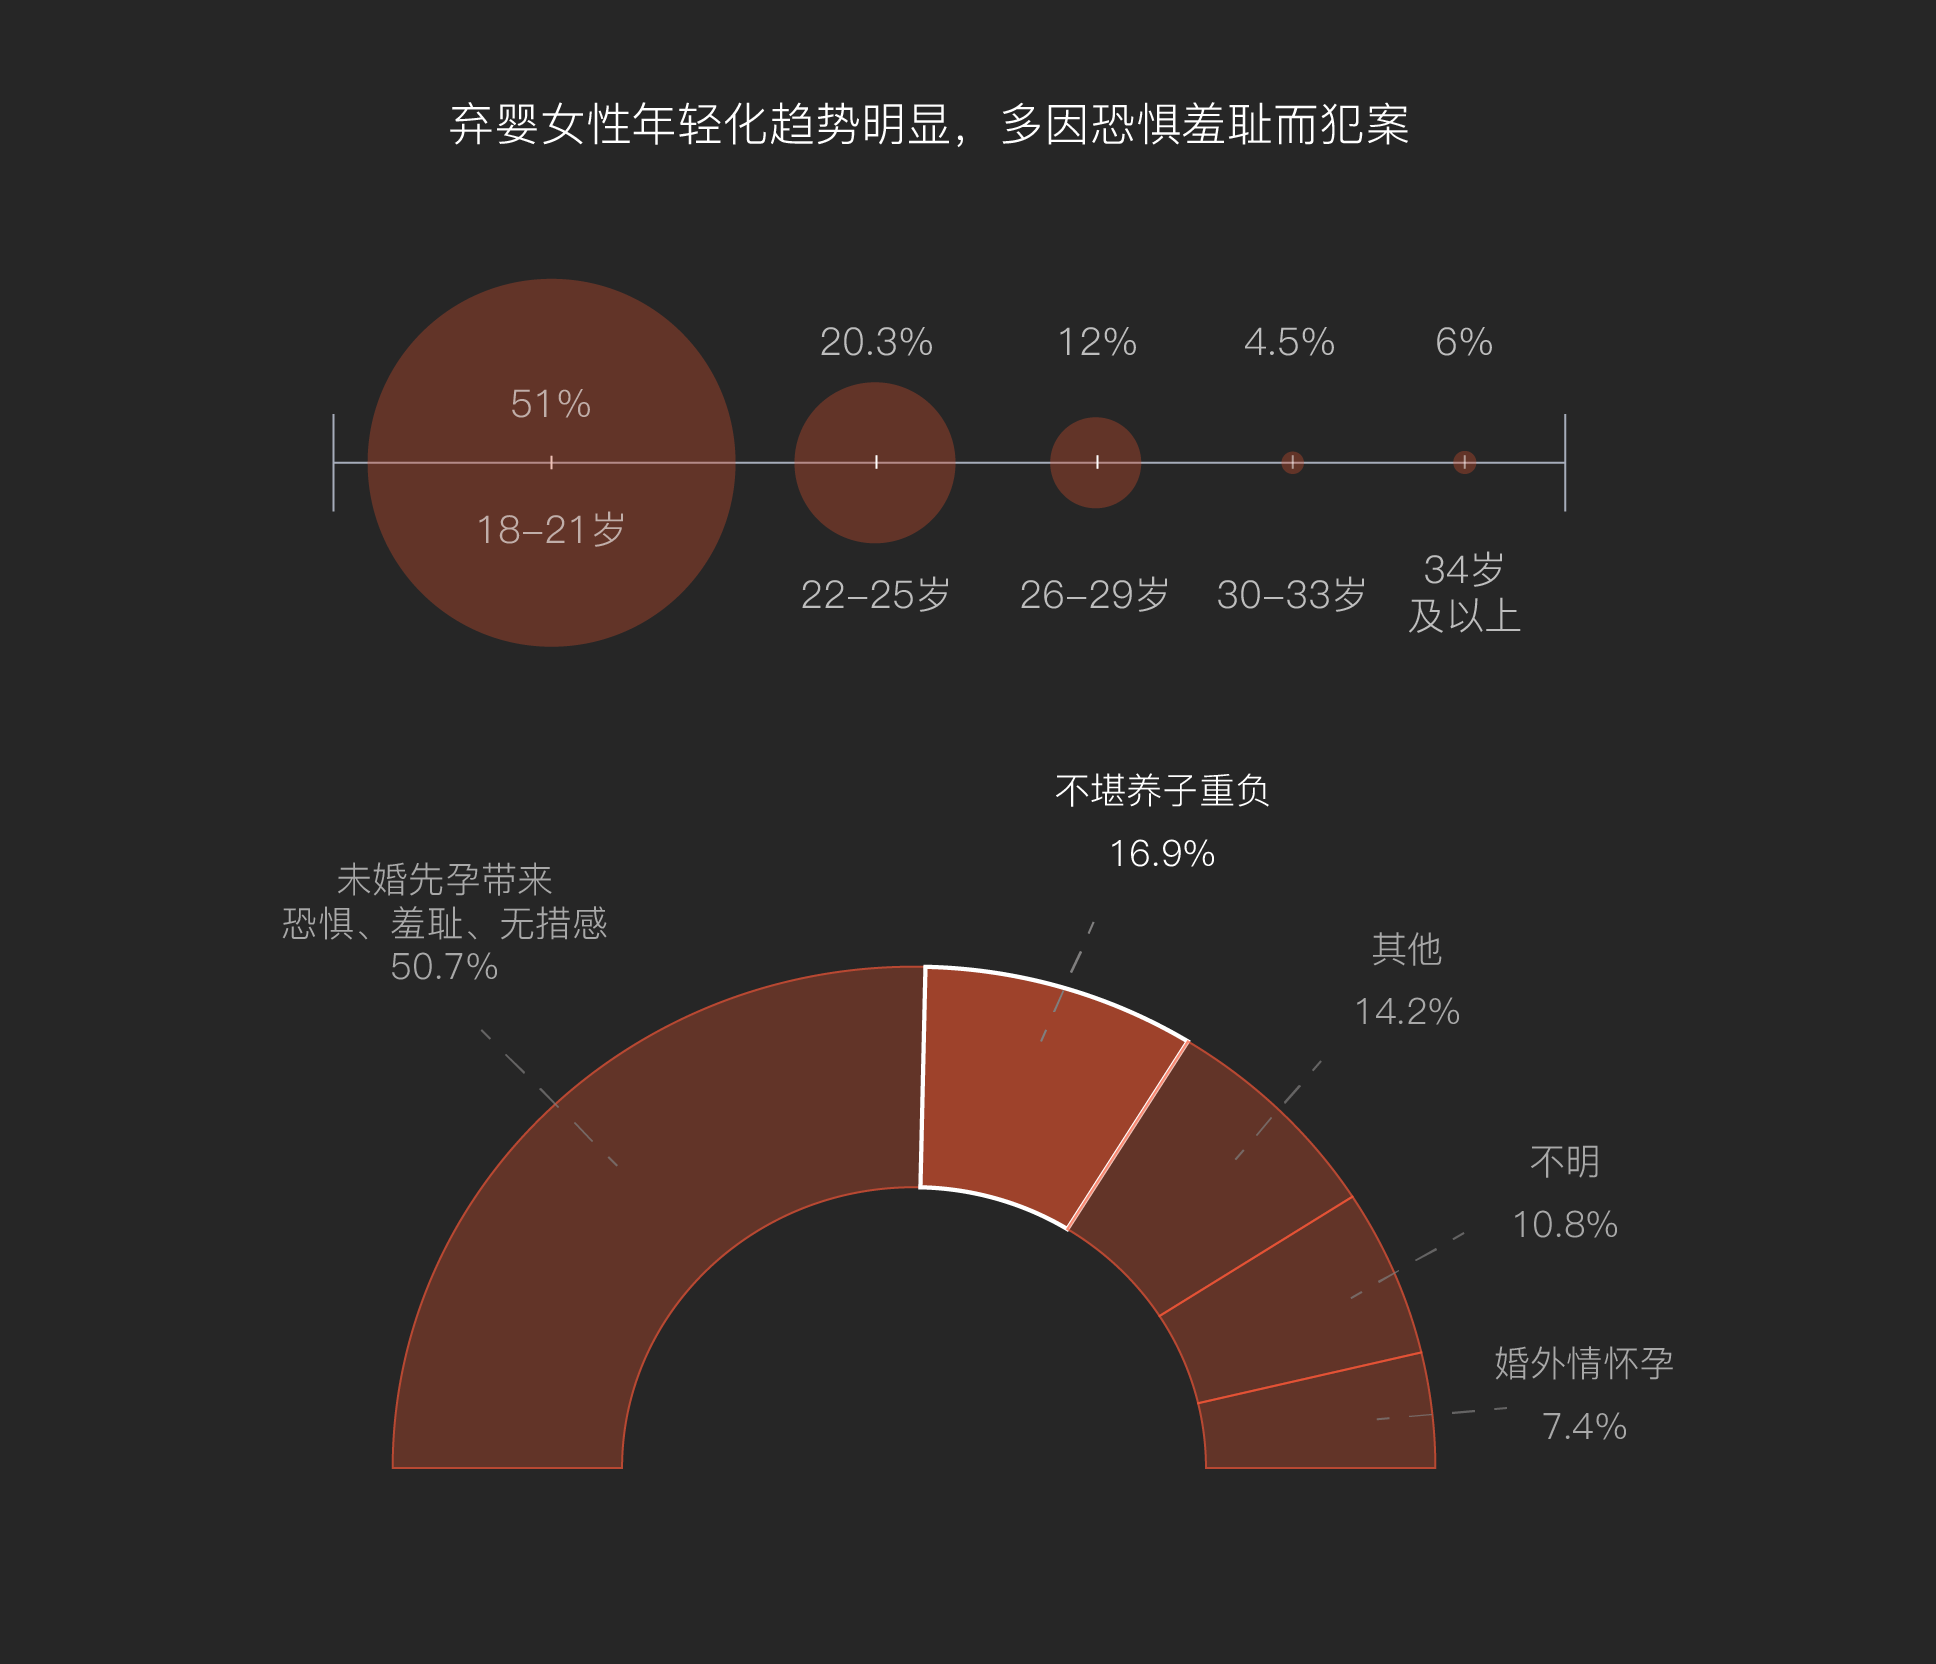 弃婴女性年轻化趋势明显，多因恐惧羞耻而犯案
51%
18–21岁
20.3%
22–25岁
12%
26–29岁
4.5%
30–33岁
6%
34岁
及以上
未婚先孕带来
恐惧、羞耻、无措感
50.7%
不堪养子重负
16.9%
其他
14.2%
不明
10.8%
婚外情怀孕
7.4%